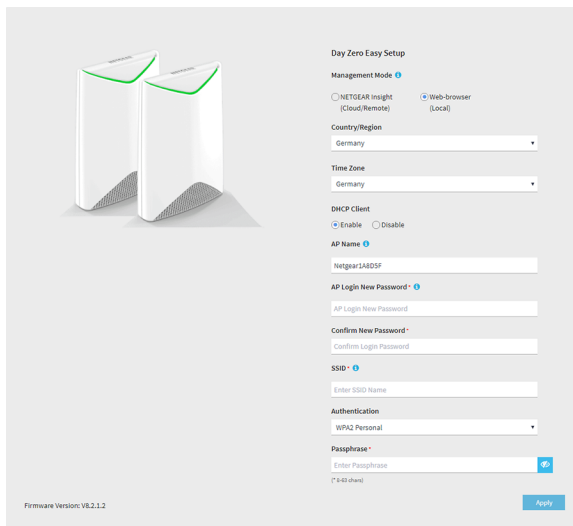 Day Zero Easy Setup
Management Mode
NETGEAR Insight
(Cloud/Remote)
Web-browser
(Local)
Country/Region
Germany
Time Zone
Germany
DHCP Client
Enable Disable
AP Name
Netgear1A8D5F
AP Login New Password*
AP Login New Password
Confirm New Password*
Confirm Login Password
SSID*
Enter SSID Name
Authentication
WPA2 Personal
Passphrase*
Enter Passphrase
(* 8-63 chars)
Apply
Firmware Version: V8.2.1.2